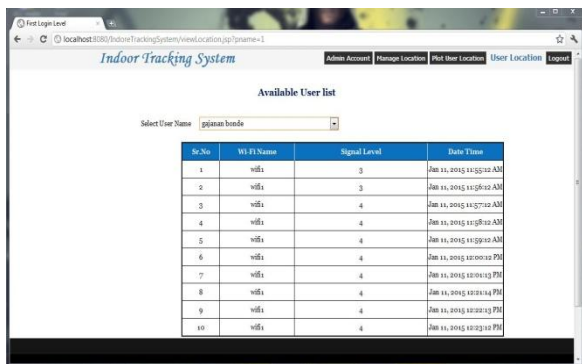 First Login Level
localhost:8080/IndoreTrackingSystem/viewLocation.jsp?pname=1
Indoor Tracking System
Admin Account Manage Location Plot User Location User Location Logout
Available User list
Select User Name gajanan bonde
Sr.No Wi-Fi Name Signal Level Date Time
1 wifi1 3 Jan 11, 2015 11:55:12 AM
2 wifi1 3 Jan 11, 2015 11:56:12 AM
3 wifi1 4 Jan 11, 2015 11:57:12 AM
4 wifi1 4 Jan 11, 2015 11:58:12 AM
5 wifi1 4 Jan 11, 2015 11:59:12 AM
6 wifi1 4 Jan 11, 2015 12:00:12 PM
7 wifi1 4 Jan 11, 2015 12:01:13 PM
8 wifi1 4 Jan 11, 2015 12:21:14 PM
9 wifi1 4 Jan 11, 2015 12:22:13 PM
10 wifi1 4 Jan 11, 2015 12:23:12 PM